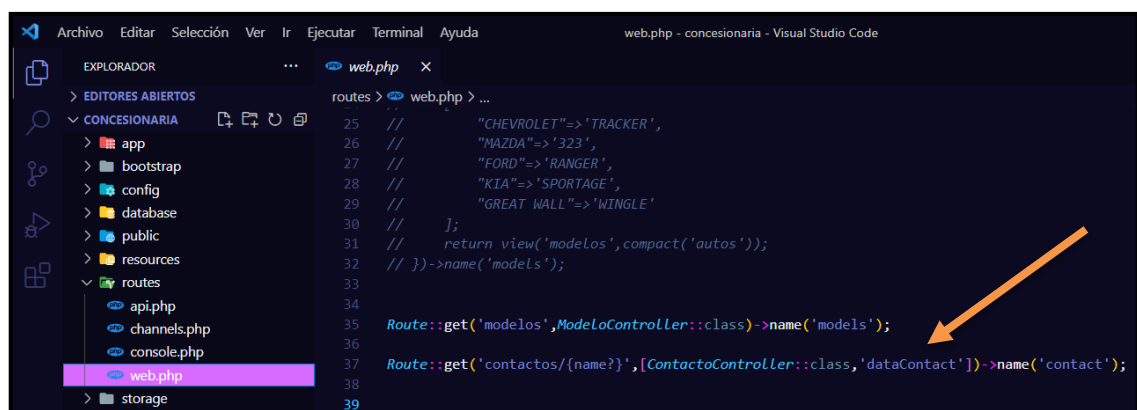 Archivo Editar Selección Ver Ir Ejecutar Terminal Ayuda web.php - concesionaria - Visual Studio Code
EXPLORADOR ...
web.php ×
> EDITORES ABIERTOS
routes > web.php > ...
CONCESIONARIA
> app
> bootstrap
> config
> database
> public
> resources
routes
api.php
channels.php
console.php
web.php
> storage
25 // "CHEVROLET"=>'TRACKER',
26 // "MAZDA"=>'323',
27 // "FORD"=>'RANGER',
28 // "KIA"=>'SPORTAGE',
29 // "GREAT WALL"=>'WINGLE'
30 // ];
31 // return view('modelos',compact('autos'));
32 // })->name('models');
33
34
35 Route::get('modelos',ModeloController::class)->name('models');
36
37 Route::get('contactos/{name?}',[ContactoController::class,'dataContact'])->name('contact');
38
39